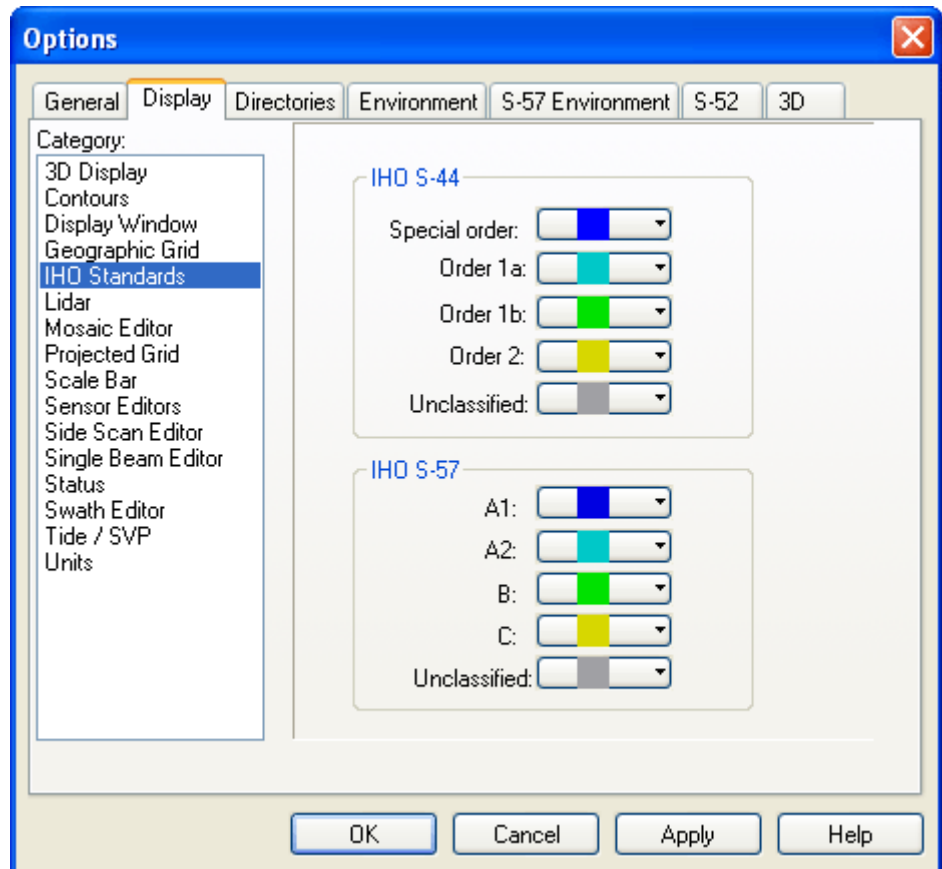 Options
General Display Directories Environment S-57 Environment S-52 3D
Category:
3D Display
Contours
Display Window
Geographic Grid
IHO Standards
Lidar
Mosaic Editor
Projected Grid
Scale Bar
Sensor Editors
Side Scan Editor
Single Beam Editor
Status
Swath Editor
Tide / SVP
Units
IHO S-44
Special order:
Order 1a:
Order 1b:
Order 2:
Unclassified:
IHO S-57
A1:
A2:
B:
C:
Unclassified:
OK Cancel Apply Help